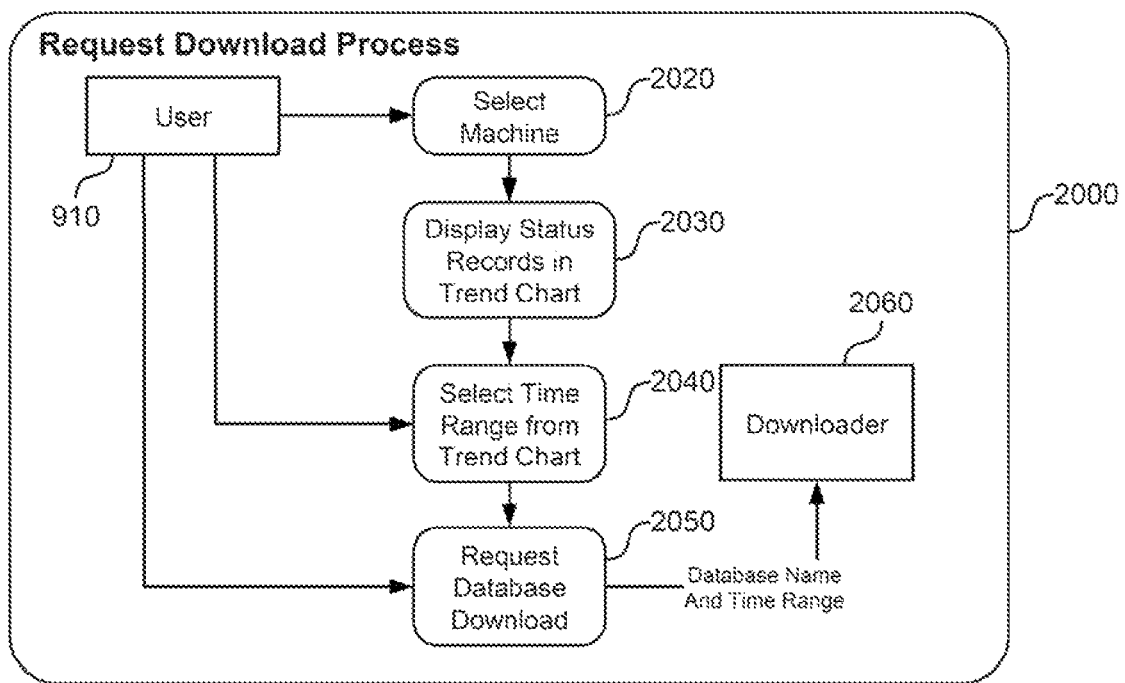 Request Download Process
User
910
Select
Machine
2020
Display Status
Records in
Trend Chart
2030
2000
Select Time
Range from
Trend Chart
2040
2060
Downloader
Request
Database
Download
2050
Database Name
And Time Range